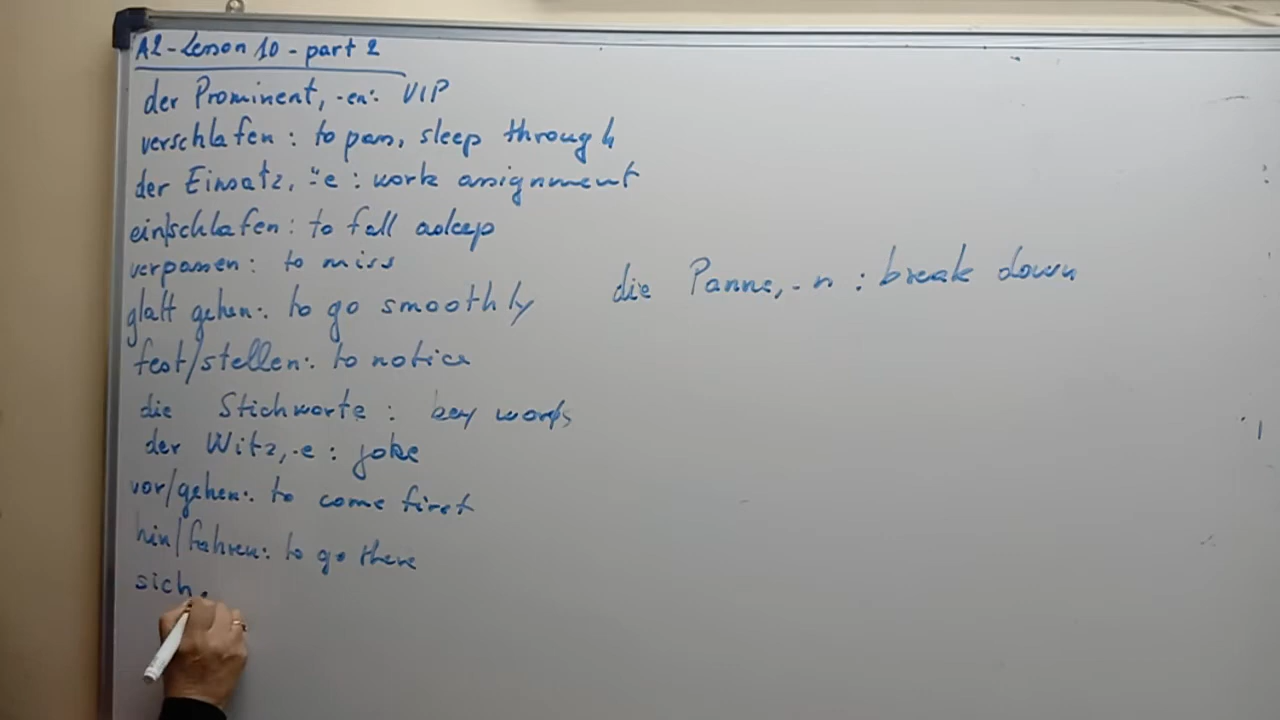 A2-Lesson 10 - part 2
der Prominent, -en: VIP
verschlafen: to pass, sleep through
der Einsatz, ⸚e: work assignment
ein/schlafen: to fall asleep
verpassen: to miss
glatt gehen: to go smoothly
die Panne, -n: break down
fest/stellen: to notice
die Stichworte: key words
der Witz, -e: joke
vor/gehen: to come first
hin/fahren: to go there
sich